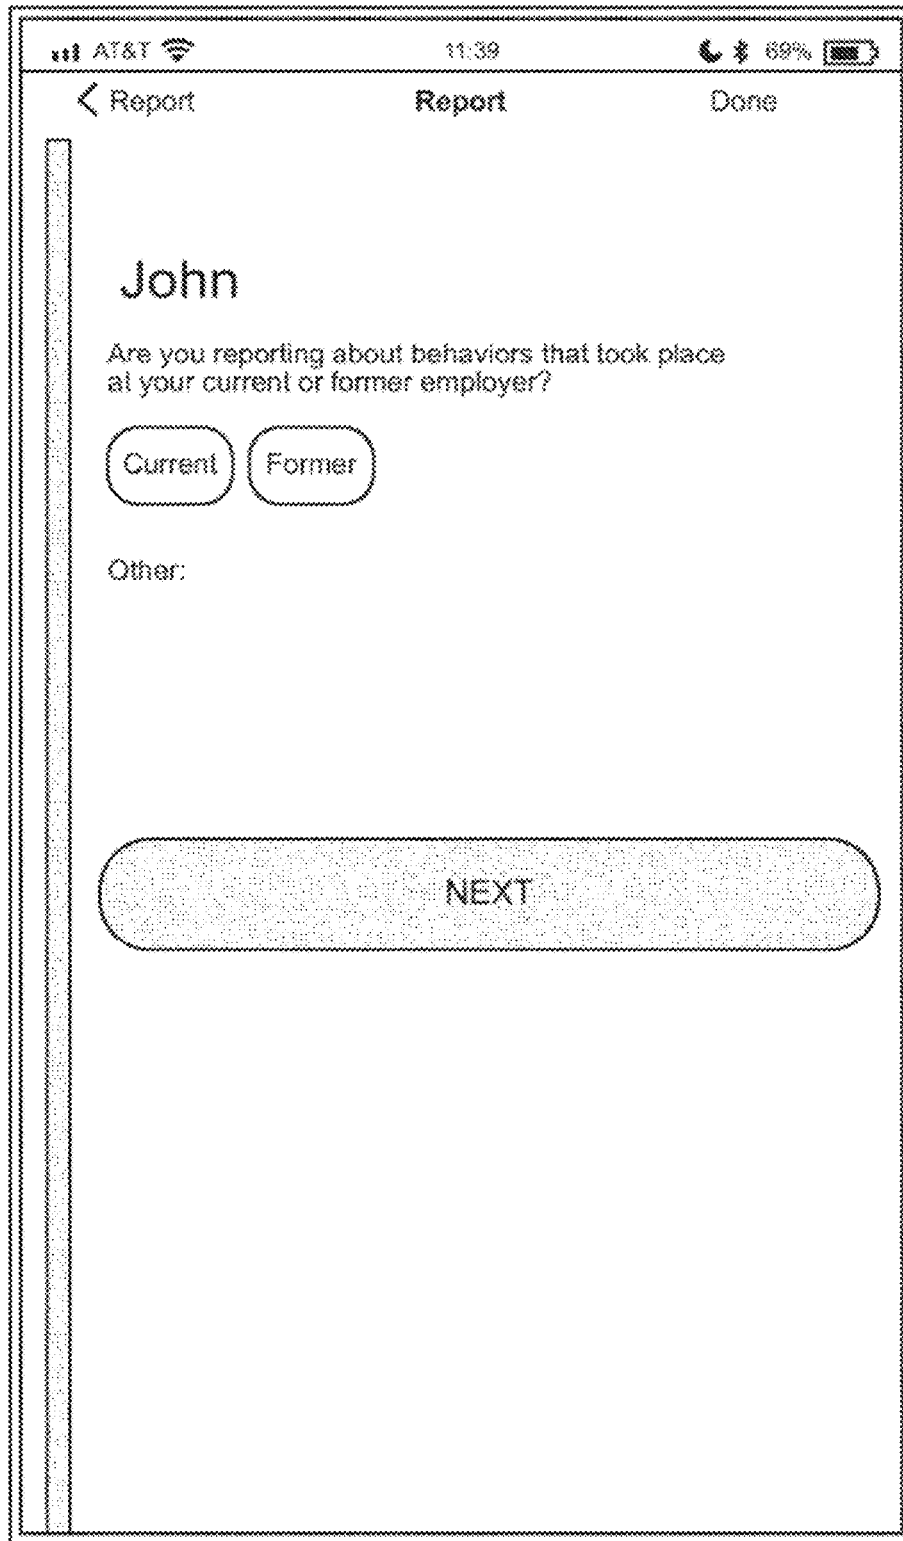 AT&T 11:39 69%
Report Report Done
John
Are you reporting about behaviors that took place
at your current or former employer?
Current Former
Other:
NEXT